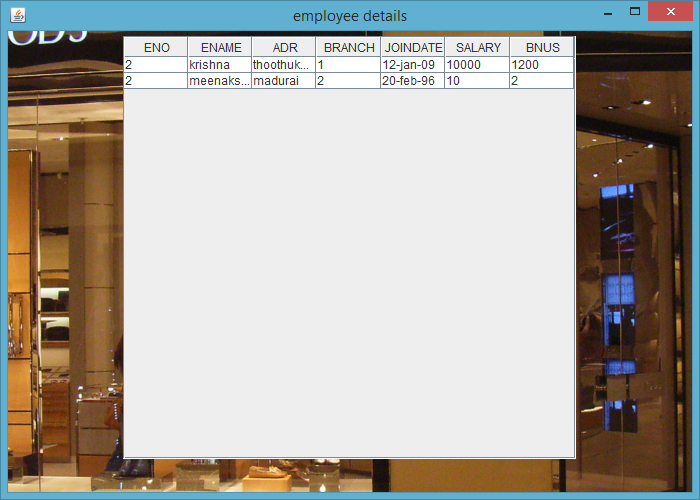 employee details
ENO ENAME ADR BRANCH JOINDATE SALARY BNUS
2 krishna thoothuk... 1 12-jan-09 10000 1200
2 meenaks... madurai 2 20-feb-96 10 2